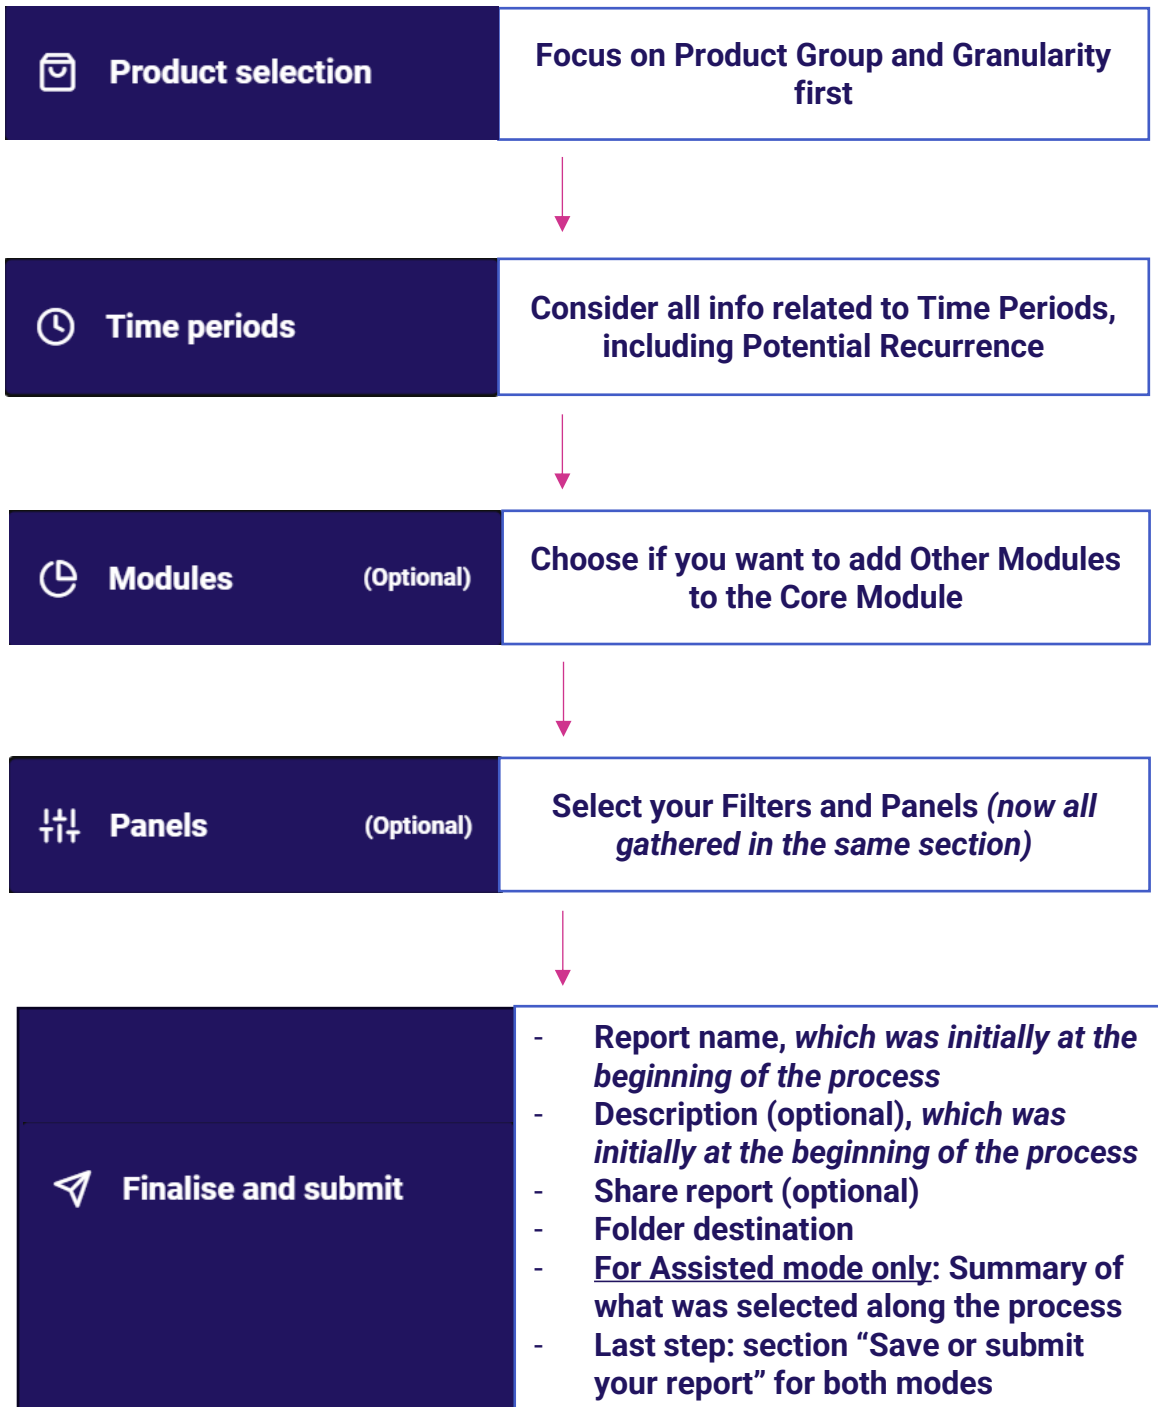 Product selection
Focus on Product Group and Granularity
first
Time periods
Consider all info related to Time Periods,
including Potential Recurrence
Modules (Optional)
Choose if you want to add Other Modules
to the Core Module
Panels (Optional)
Select your Filters and Panels (now all
gathered in the same section)
Finalise and submit
- Report name, which was initially at the
beginning of the process
- Description (optional), which was
initially at the beginning of the process
- Share report (optional)
- Folder destination
- For Assisted mode only: Summary of
what was selected along the process
- Last step: section “Save or submit
your report” for both modes